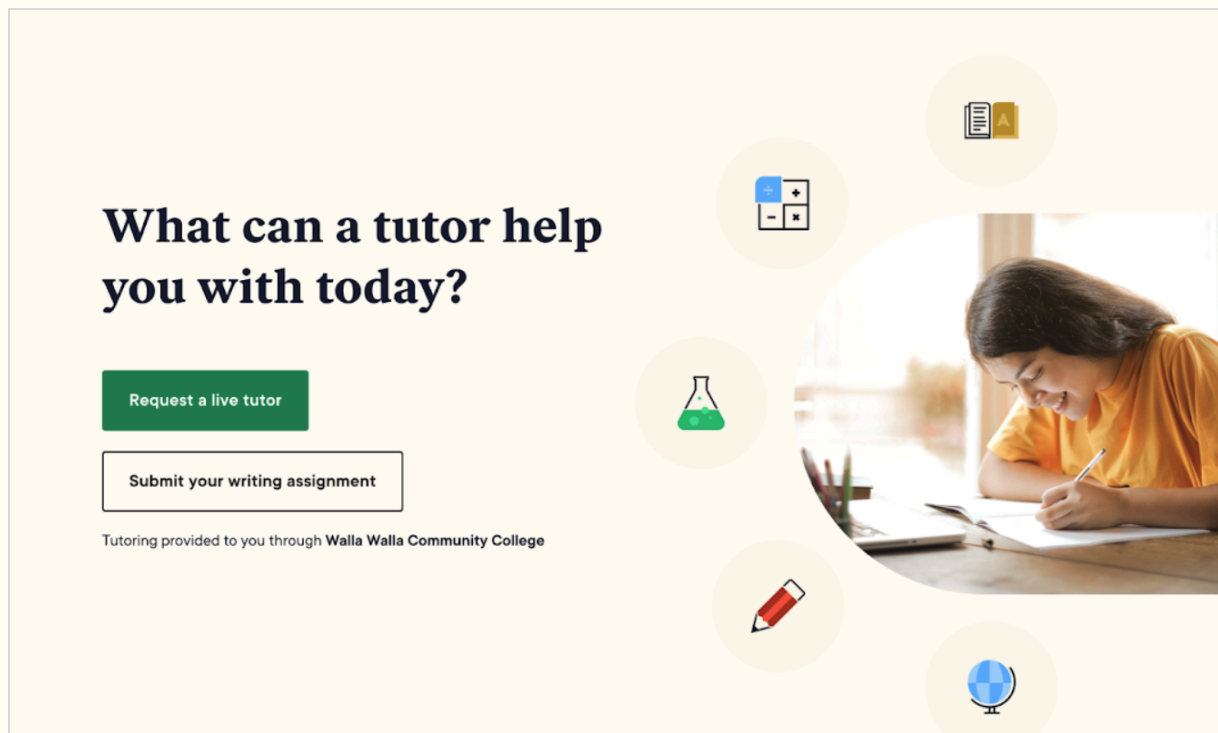 What can a tutor help
you with today?
Request a live tutor
Submit your writing assignment
Tutoring provided to you through Walla Walla Community College
A